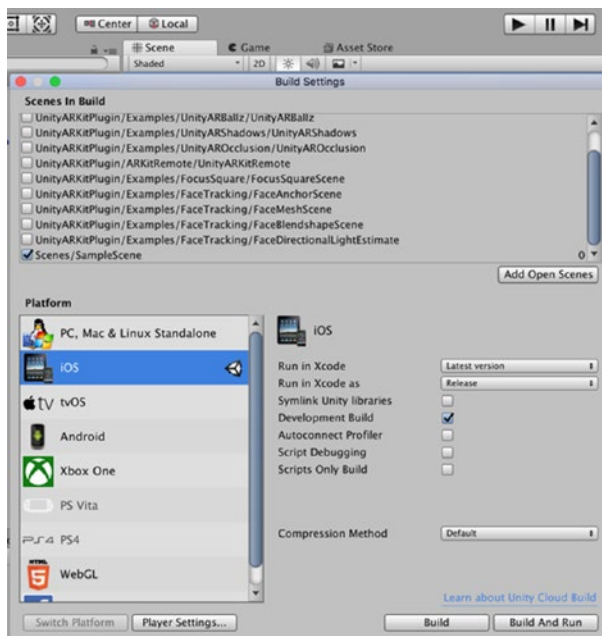 Center Local
Scene Game Asset Store
Shaded 2D
Build Settings
Scenes In Build
UnityARKitPlugin/Examples/UnityARBallz/UnityARBallz
UnityARKitPlugin/Examples/UnityARShadows/UnityARShadows
UnityARKitPlugin/Examples/UnityAROcclusion/UnityAROcclusion
UnityARKitPlugin/ARKitRemote/UnityARKitRemote
UnityARKitPlugin/Examples/FocusSquare/FocusSquareScene
UnityARKitPlugin/Examples/FaceTracking/FaceAnchorScene
UnityARKitPlugin/Examples/FaceTracking/FaceMeshScene
UnityARKitPlugin/Examples/FaceTracking/FaceBlendshapeScene
UnityARKitPlugin/Examples/FaceTracking/FaceDirectionalLightEstimate
Scenes/SampleScene 0
Add Open Scenes
Platform
PC, Mac & Linux Standalone
iOS
tv tvOS
Android
Xbox One
PS Vita
PS4 PS4
HTML 5 WebGL
iOS
Run in Xcode Latest version
Run in Xcode as Release
Symlink Unity libraries
Development Build
Autoconnect Profiler
Script Debugging
Scripts Only Build
Compression Method Default
Learn about Unity Cloud Build
Switch Platform Player Settings... Build Build And Run